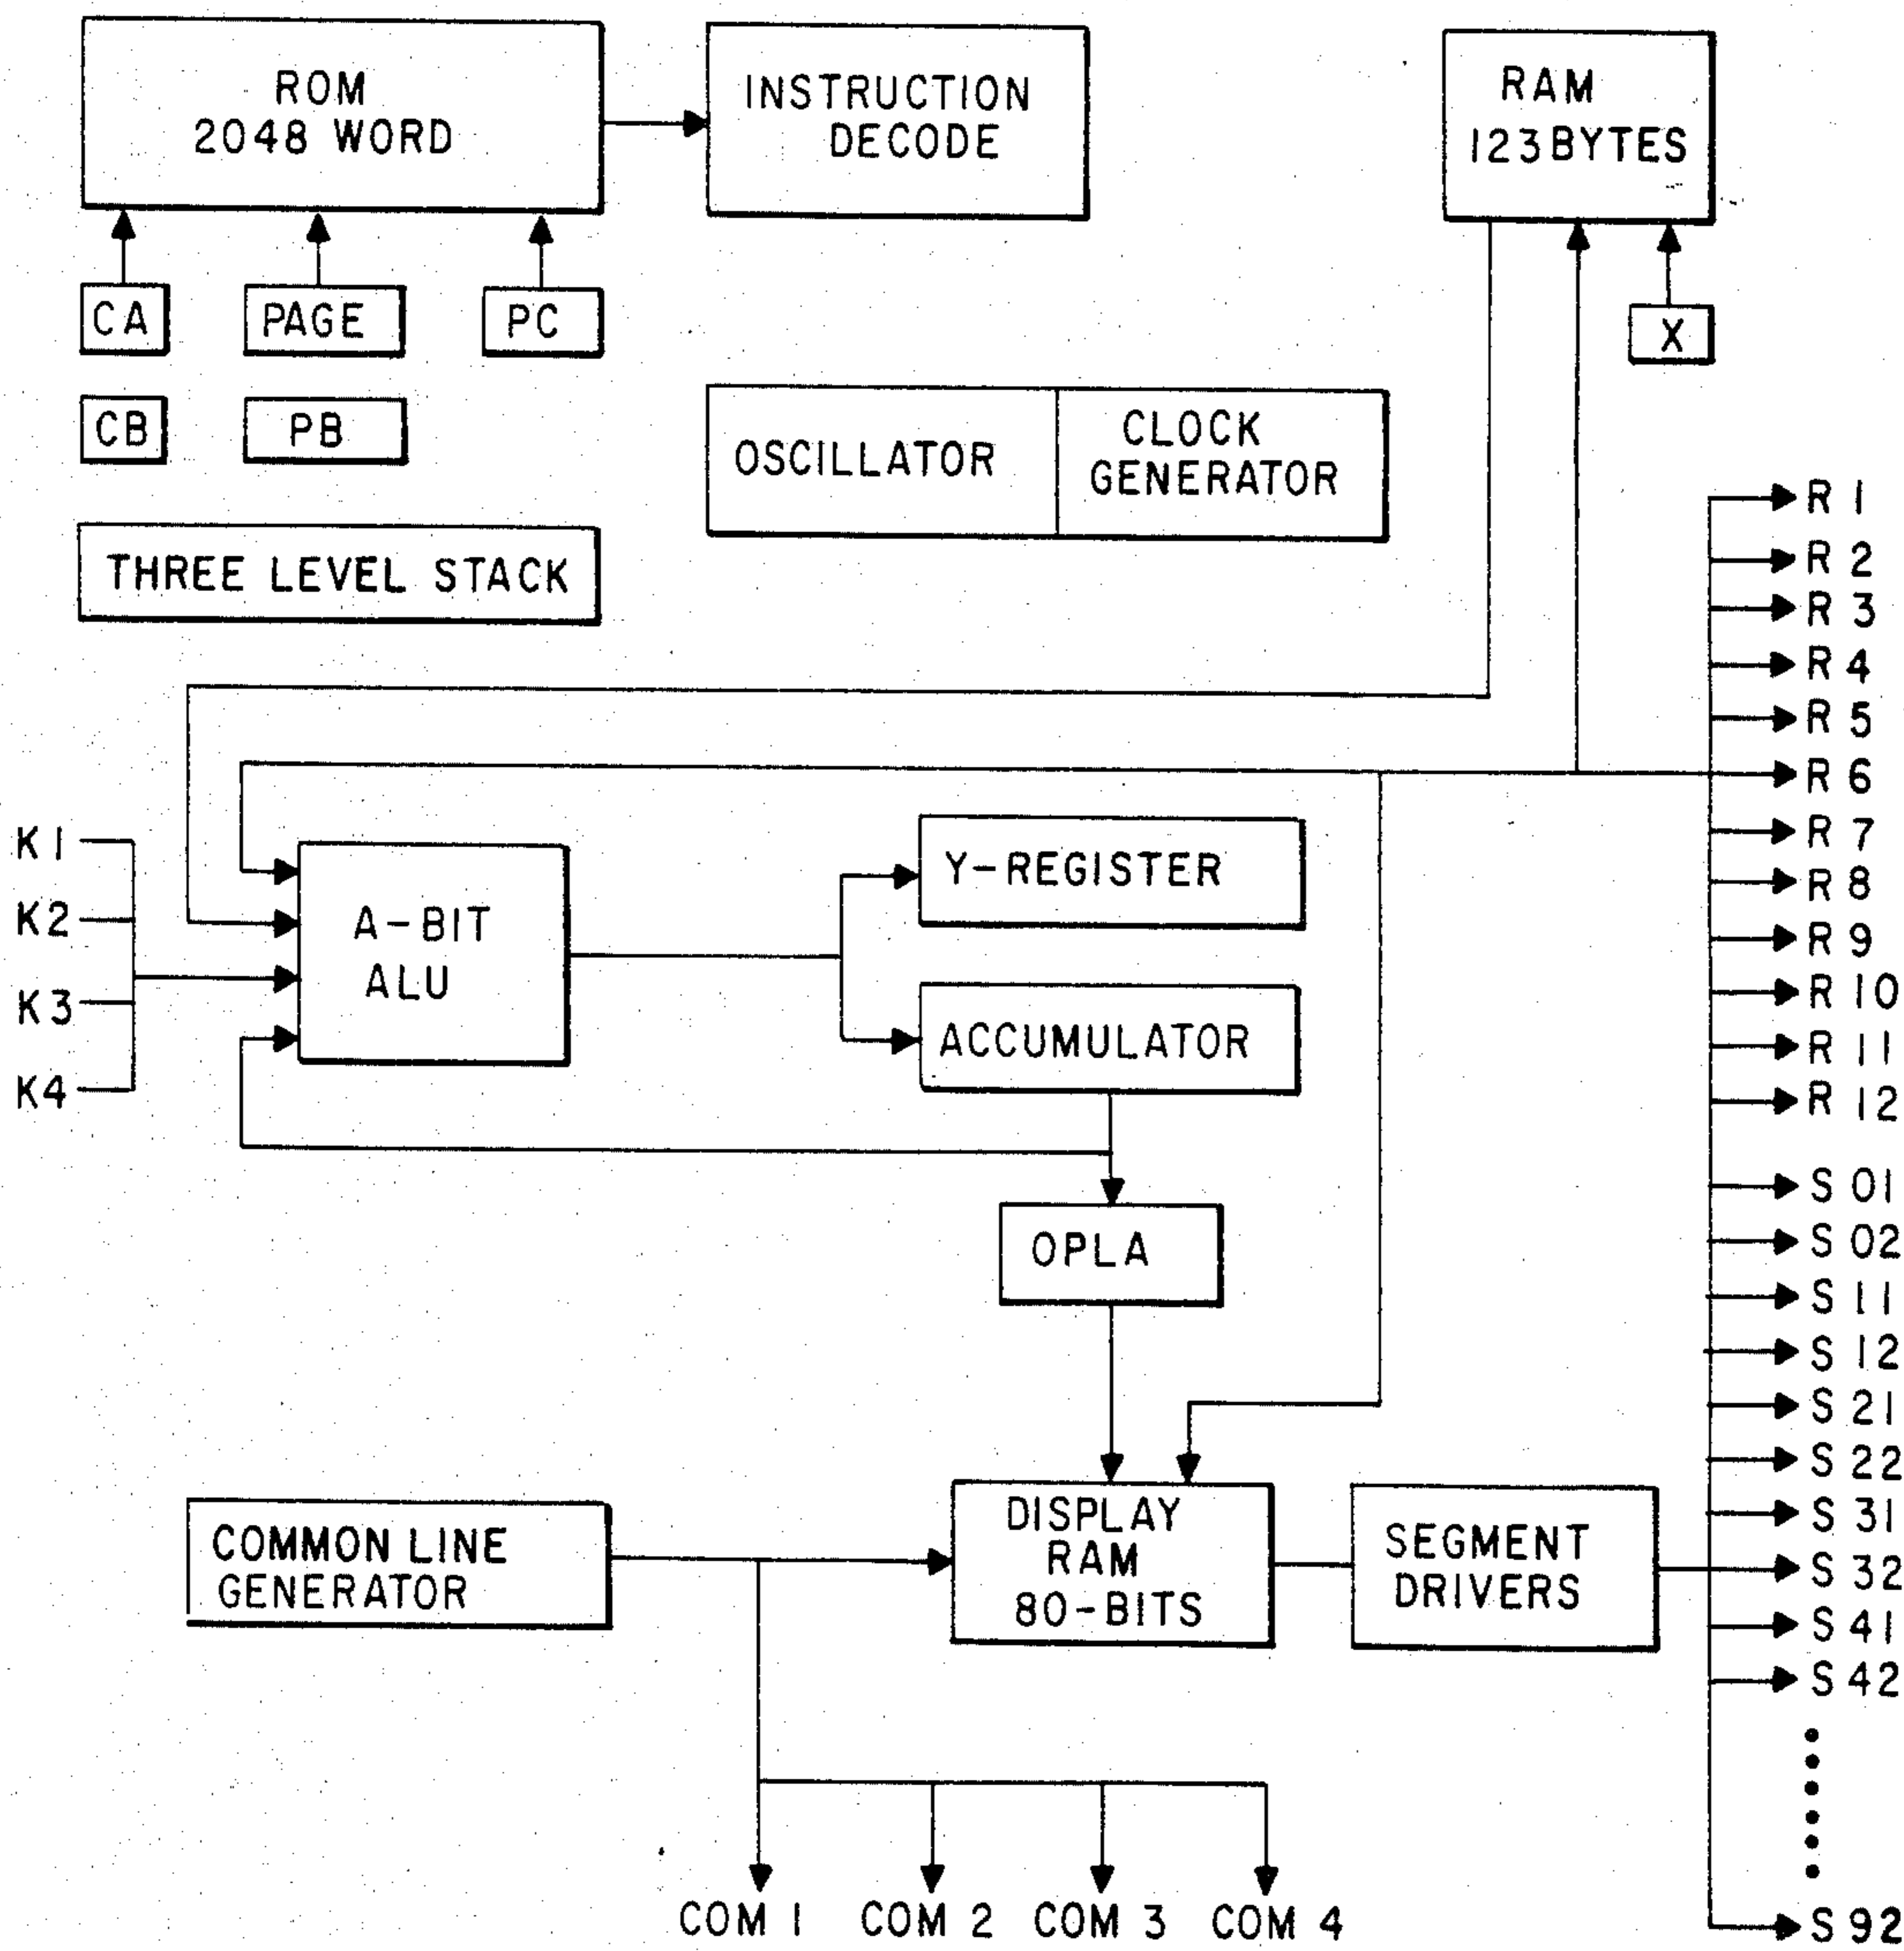 ROM
2048 WORD
INSTRUCTION
DECODE
RAM
123 BYTES
CA
PAGE
PC
X
CB
PB
OSCILLATOR
CLOCK
GENERATOR
THREE LEVEL STACK
R 1
R 2
R 3
R 4
R 5
R 6
R 7
R 8
R 9
R 10
R 11
R 12
K1
K2
K3
K4
A-BIT
ALU
Y-REGISTER
ACCUMULATOR
OPLA
S 01
S 02
S 11
S 12
S 21
S 22
S 31
S 32
S 41
S 42
S 92
COMMON LINE
GENERATOR
DISPLAY
RAM
80-BITS
SEGMENT
DRIVERS
COM 1
COM 2
COM 3
COM 4